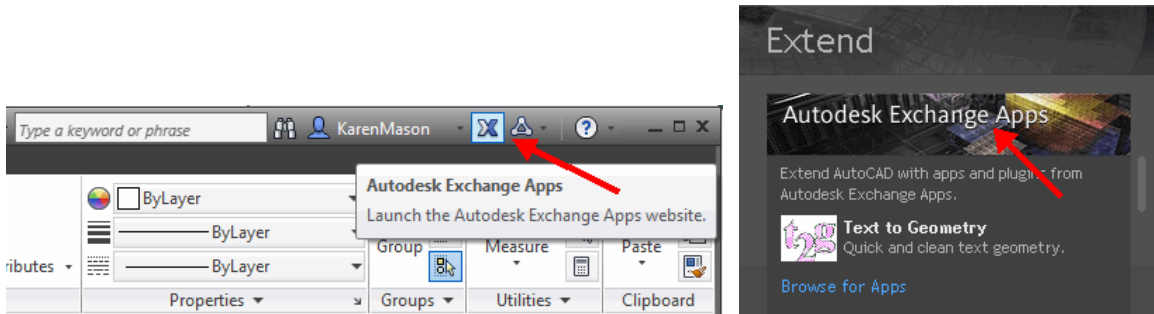 Type a keyword or phrase
KarenMason
Autodesk Exchange Apps
Launch the Autodesk Exchange Apps website.
ByLayer
ByLayer
ByLayer
ributes
Group
Measure
Paste
Properties
Groups
Utilities
Clipboard
Extend
Autodesk Exchange Apps
Extend AutoCAD with apps and plugins from
Autodesk Exchange Apps.
t2g
Text to Geometry
Quick and clean text geometry.
Browse for Apps